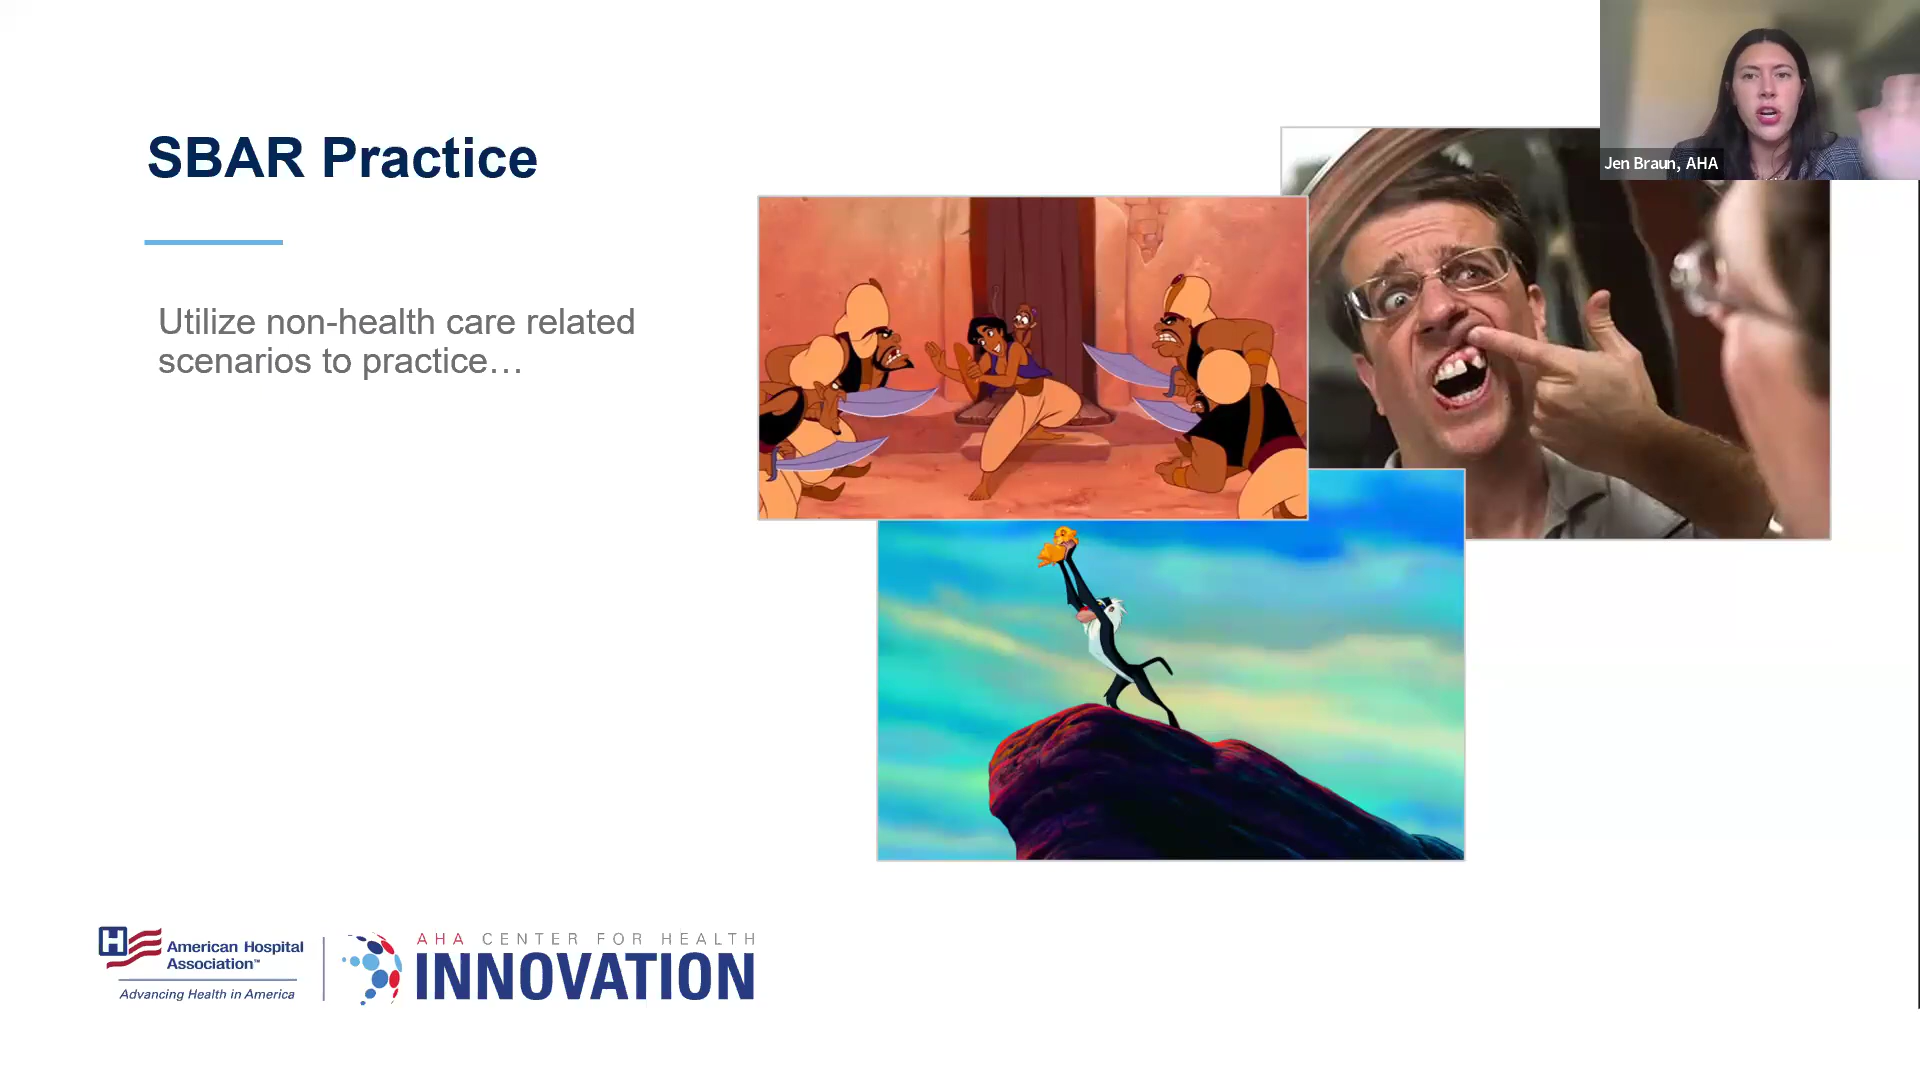 Jen Braun, AHA
SBAR Practice
Utilize non-health care related
scenarios to practice…
H
American Hospital
Association™
Advancing Health in America
AHA CENTER FOR HEALTH
INNOVATION